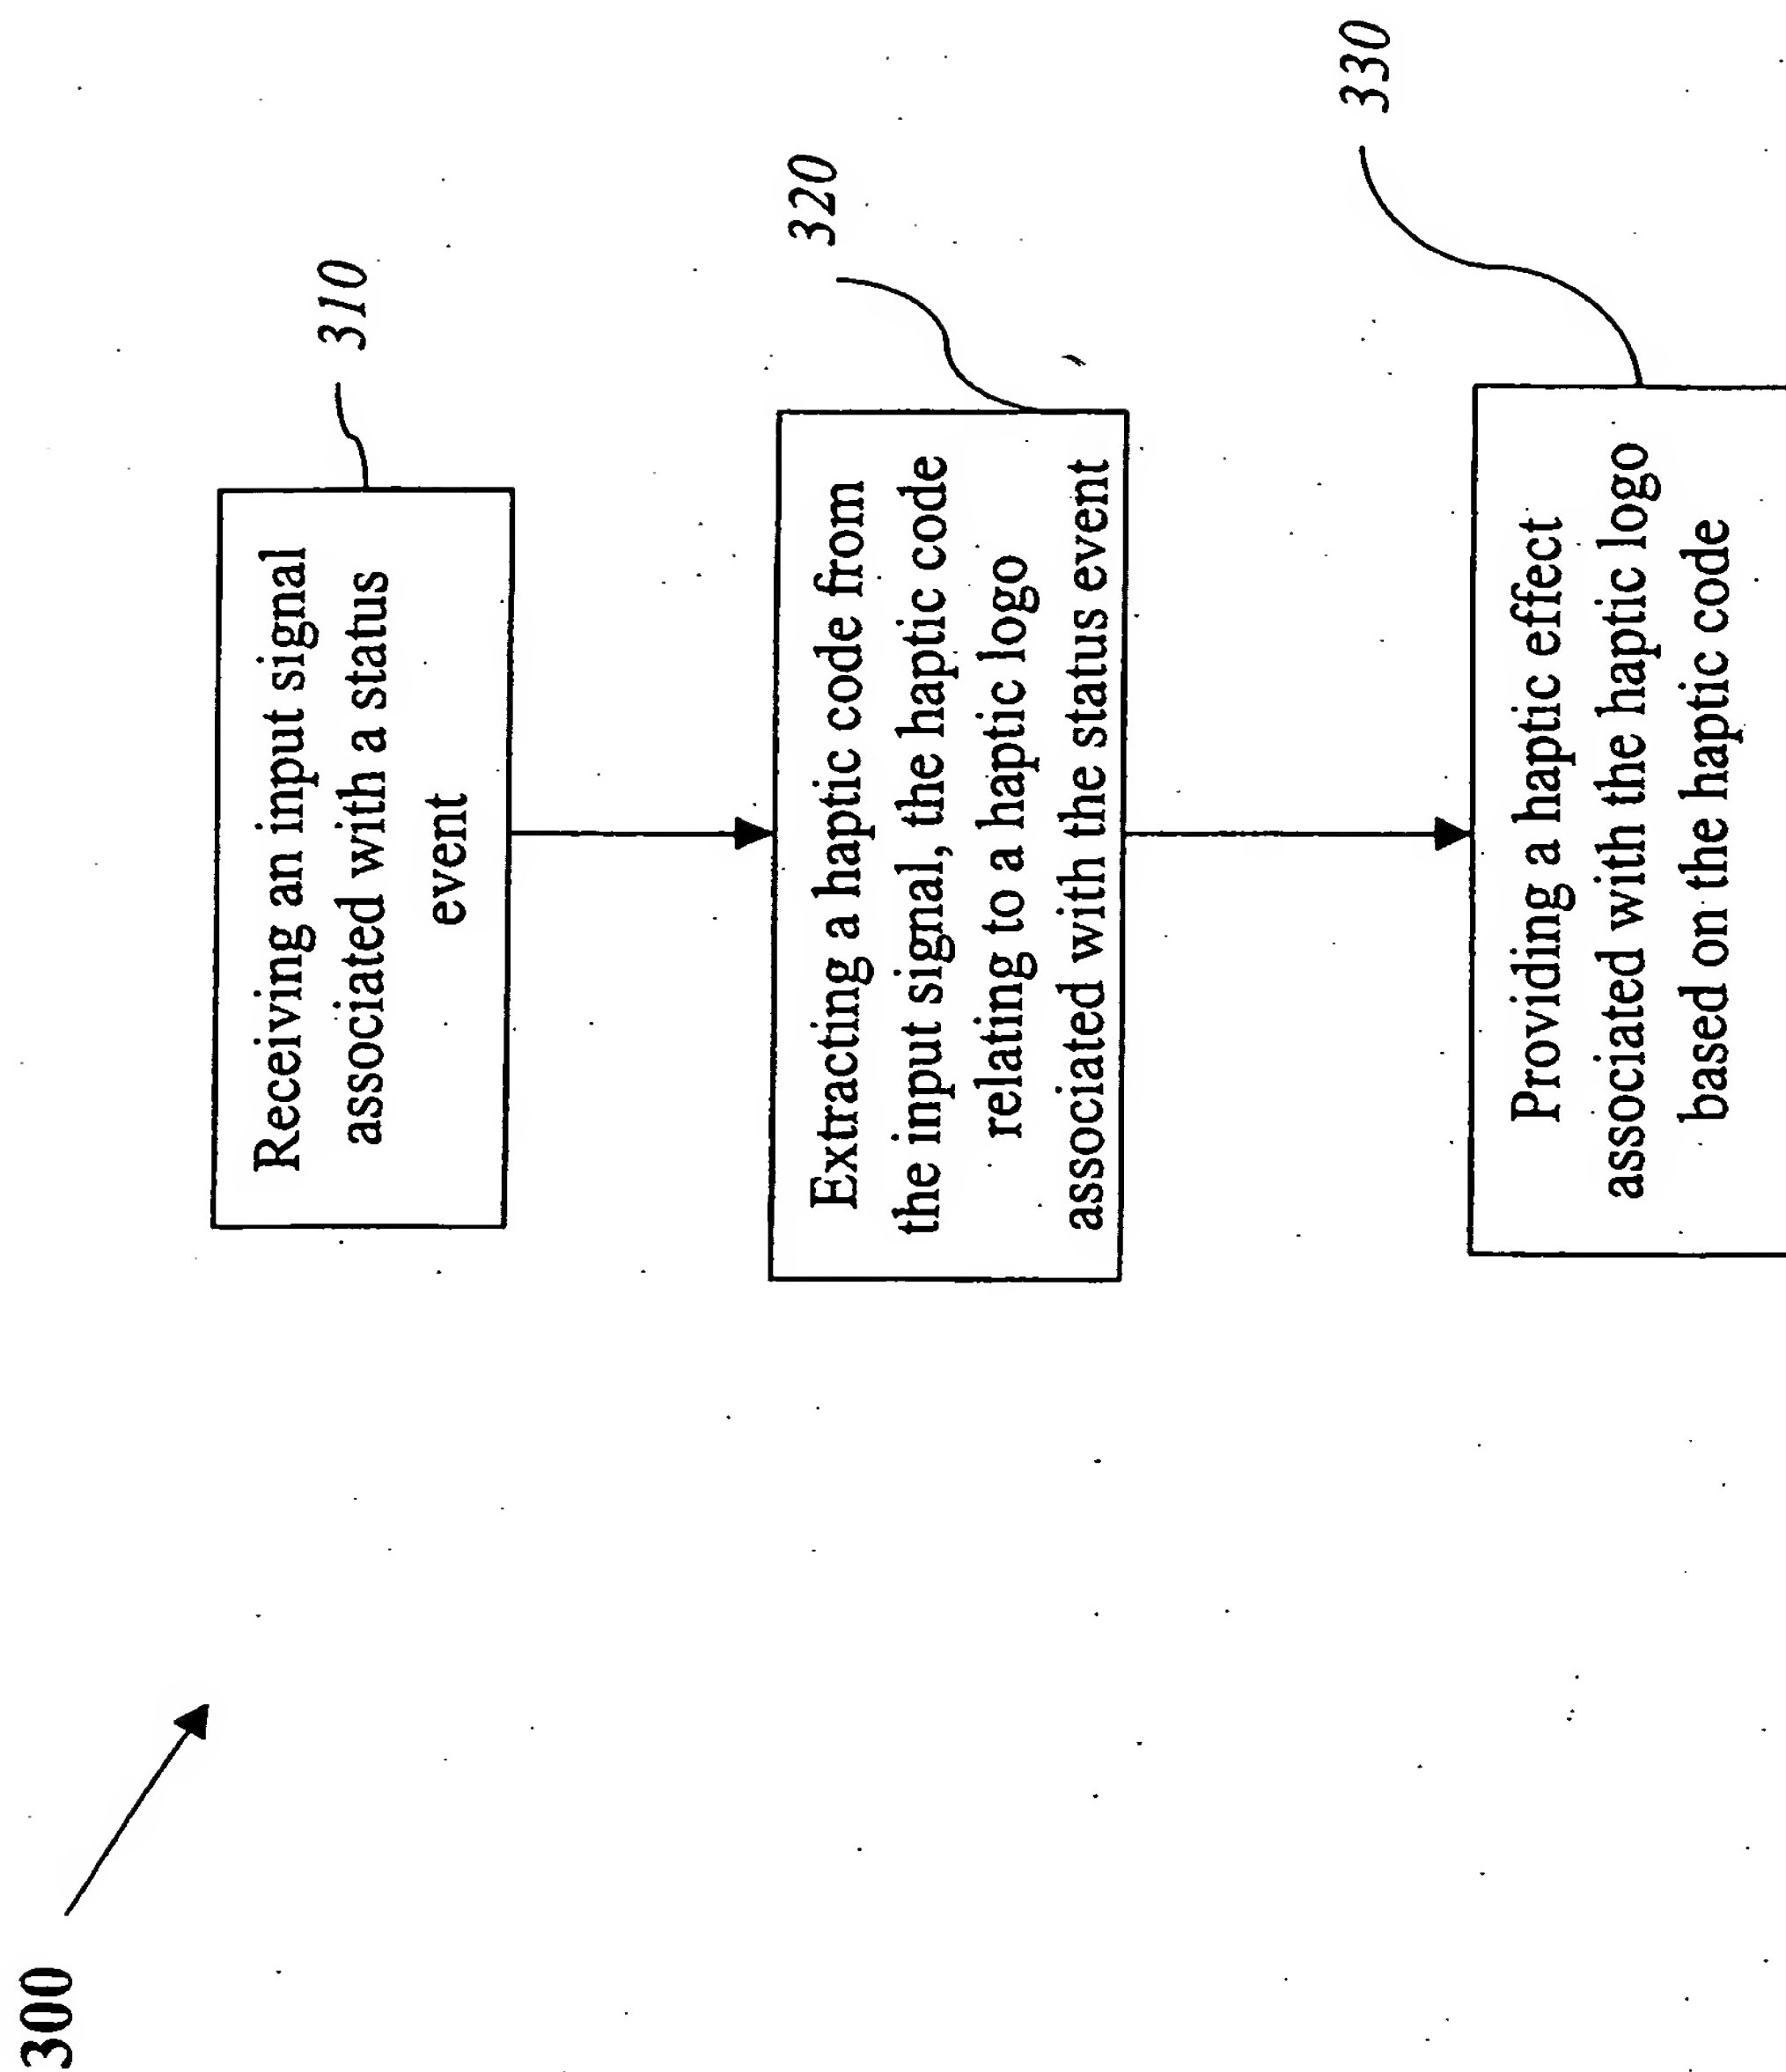 300
Receiving an input signal
associated with a status
event
310
Extracting a haptic code from
the input signal, the haptic code
relating to a haptic logo
associated with the status event
320
Providing a haptic effect
associated with the haptic logo
based on the haptic code
330